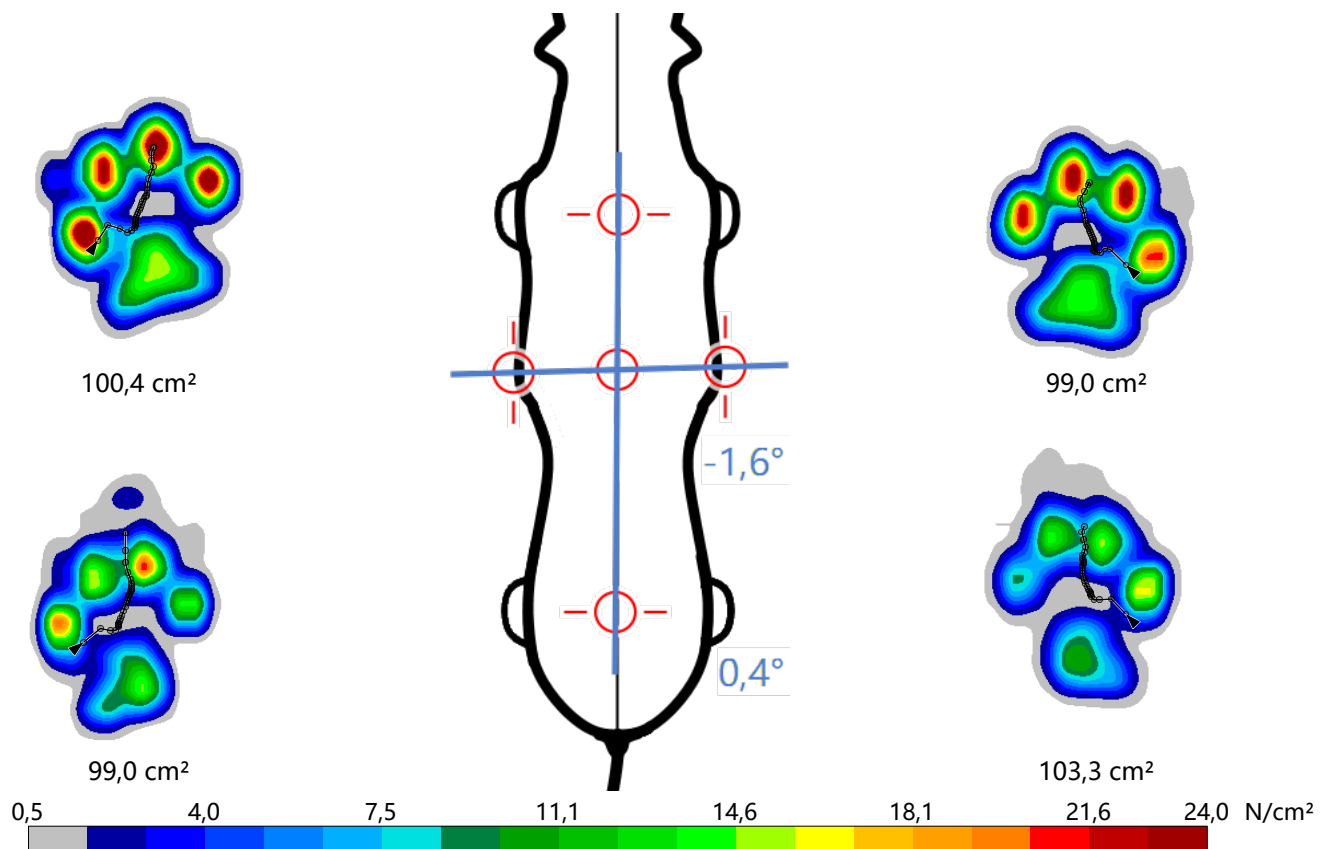 100,4 cm²
99,0 cm²
-1,6°
0,4°
99,0 cm²
103,3 cm²
0,5 4,0 7,5 11,1 14,6 18,1 21,6 24,0 N/cm²